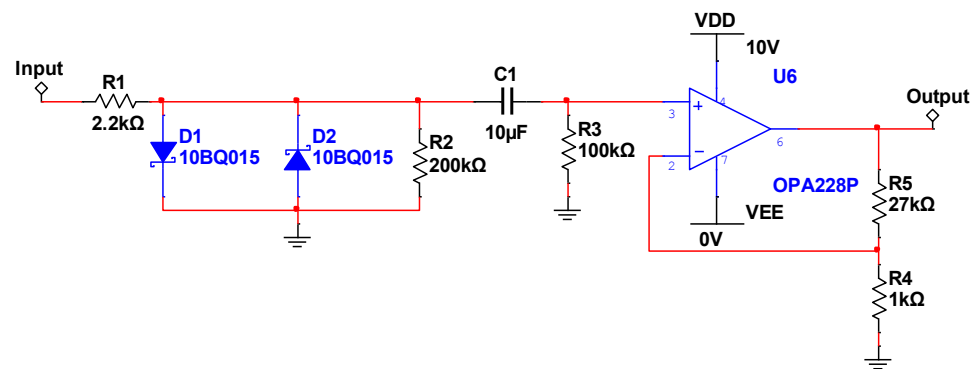 Input
R1
2.2kΩ
D1
10BQ015
D2
10BQ015
R2
200kΩ
C1
10µF
R3
100kΩ
VDD
10V
U6
+
3
4
−
2
7
6
OPA228P
VEE
0V
Output
R5
27kΩ
R4
1kΩ